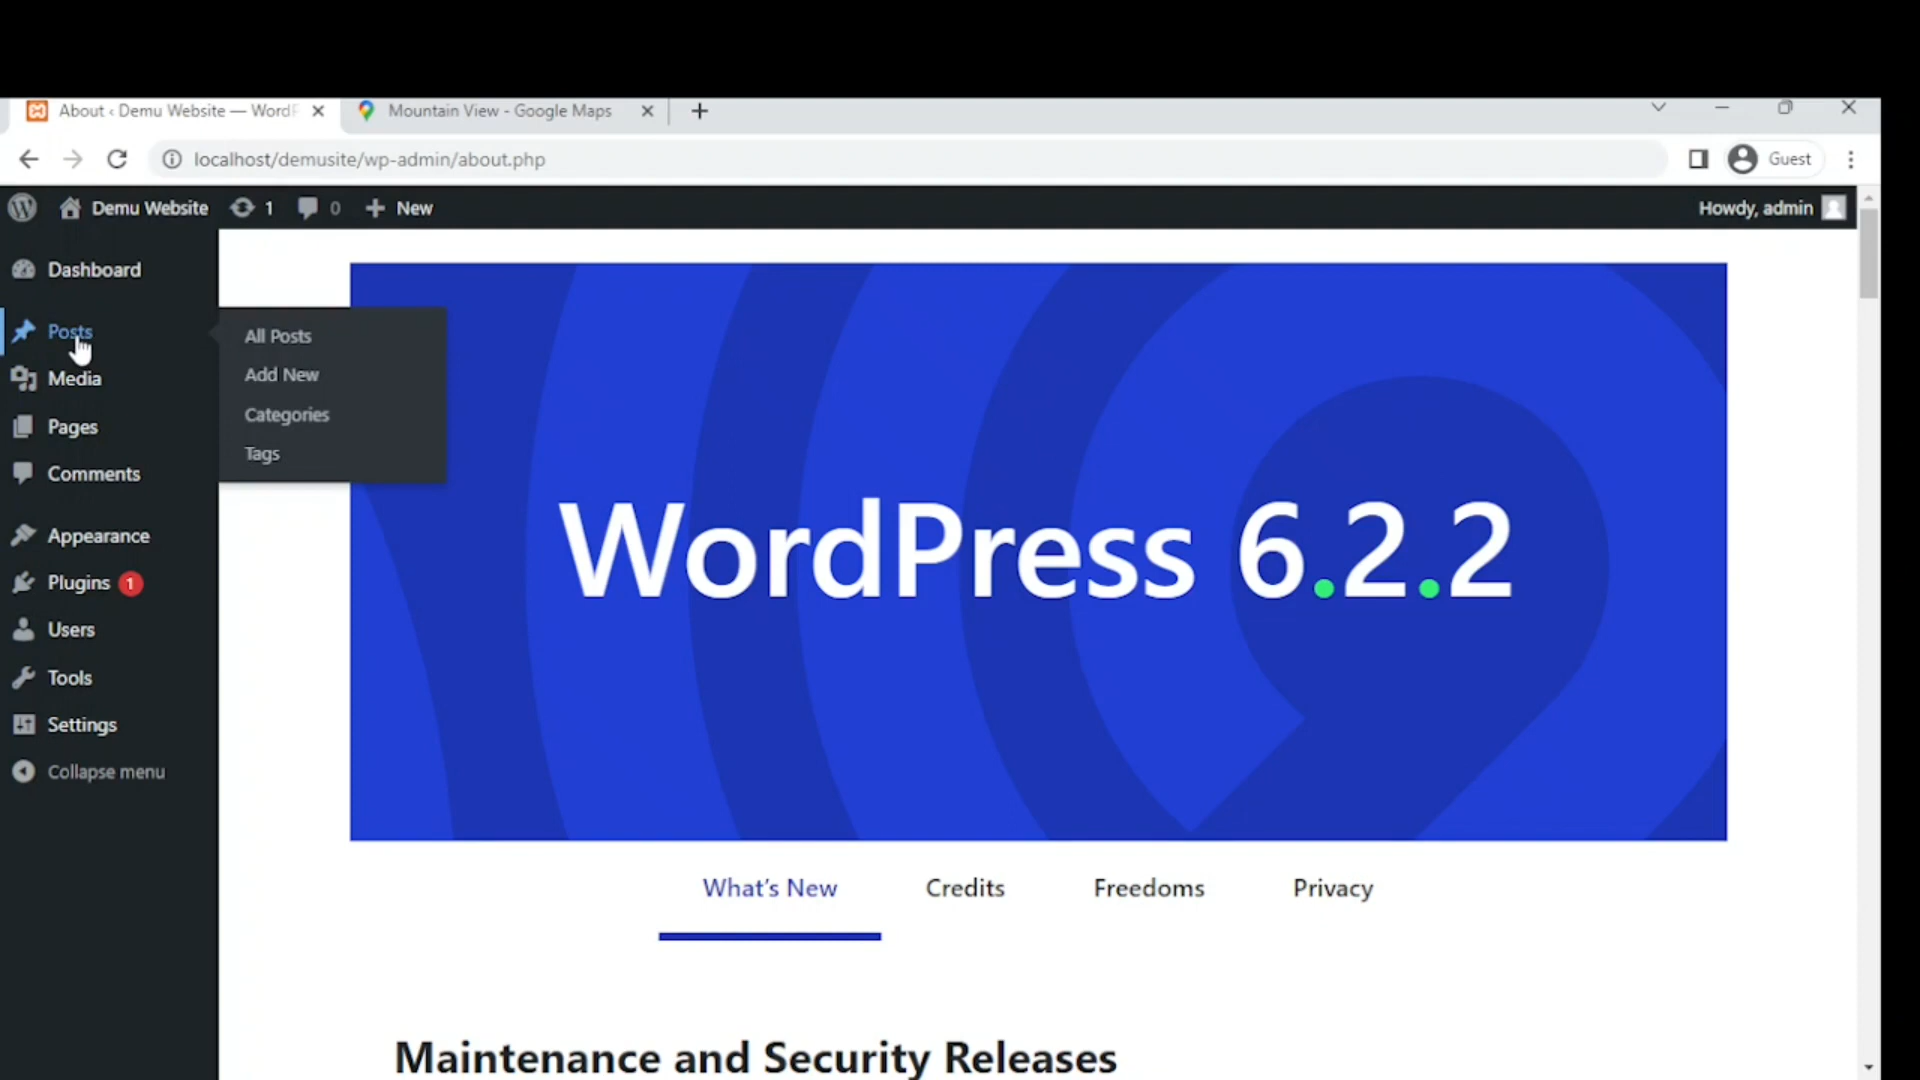 About ‹ Demu Website — WordP
Mountain View - Google Maps
localhost/demusite/wp-admin/about.php
Guest
Demu Website
1
0
New
Howdy, admin
Dashboard
Posts
Media
Pages
Comments
Appearance
Plugins 1
Users
Tools
Settings
Collapse menu
All Posts
Add New
Categories
Tags
WordPress 6.2.2
What's New
Credits
Freedoms
Privacy
Maintenance and Security Releases